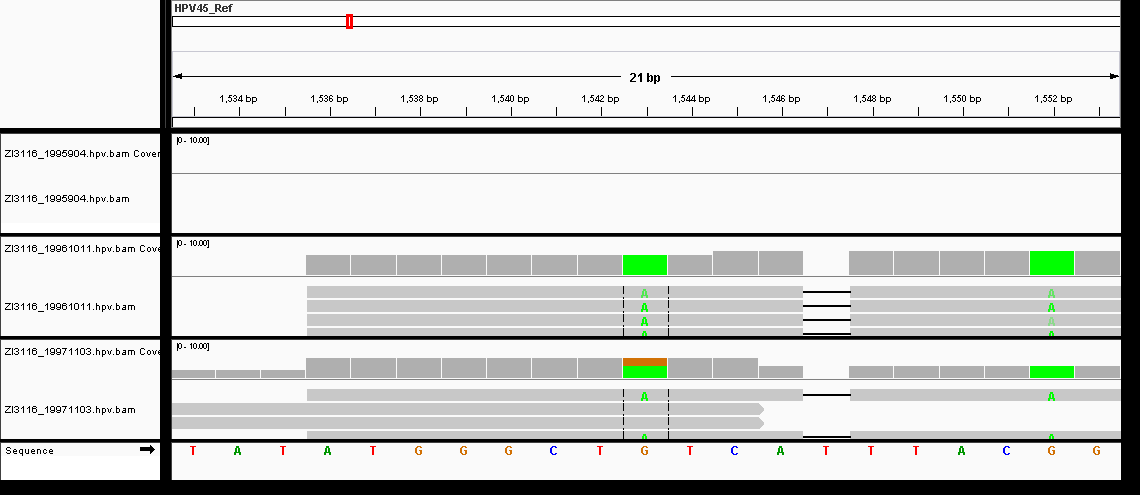 HPV45_Ref
21 bp
1,534 bp 1,536 bp 1,538 bp 1,540 bp 1,542 bp 1,544 bp 1,546 bp 1,548 bp 1,550 bp 1,552 bp
[0 - 10.00]
ZI3116_1995904.hpv.bam Cover
ZI3116_1995904.hpv.bam
[0 - 10.00]
ZI3116_19961011.hpv.bam Cove
A A
A A
ZI3116_19961011.hpv.bam
A A
A A
[0 - 10.00]
ZI3116_19971103.hpv.bam Cove
A A
ZI3116_19971103.hpv.bam
A A
Sequence T A T A T G G G C T G T C A T T T A C G G